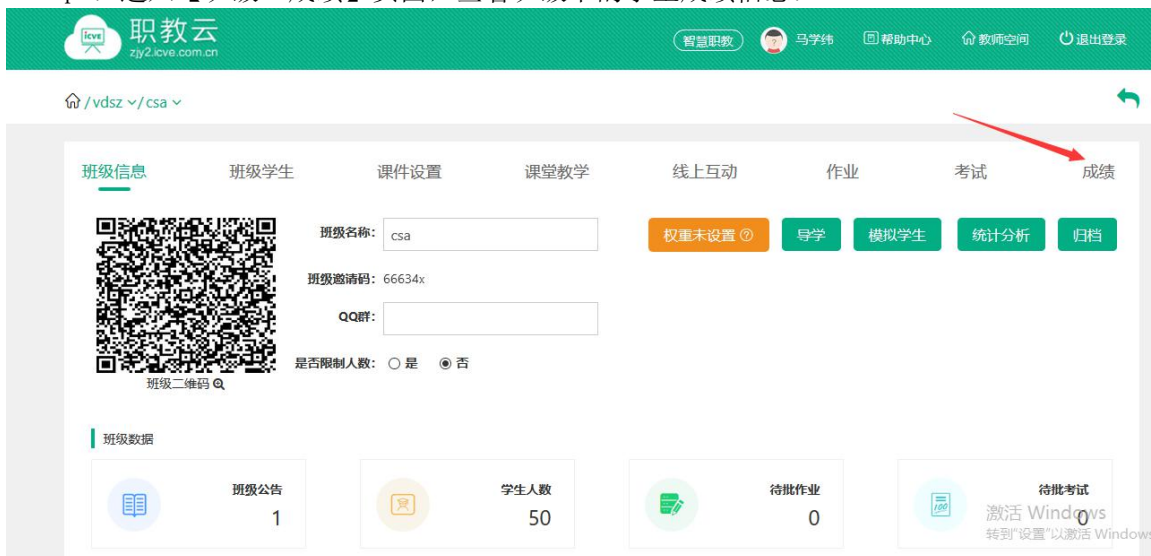 职教云
zjy2.icve.com.cn
icve
智慧职教 马学纬 帮助中心 教师空间 退出登录
/ vdsz / csa
班级信息 班级学生 课件设置 课堂教学 线上互动 作业 考试 成绩
班级名称: csa
权重未设置 导学 模拟学生 统计分析 归档
班级邀请码: 66634x
QQ群:
是否限制人数: 是 否
班级二维码
班级数据
班级公告 学生人数 待批作业 待批考试
1 50 0 0
100
激活 Windows
转到"设置"以激活 Windows